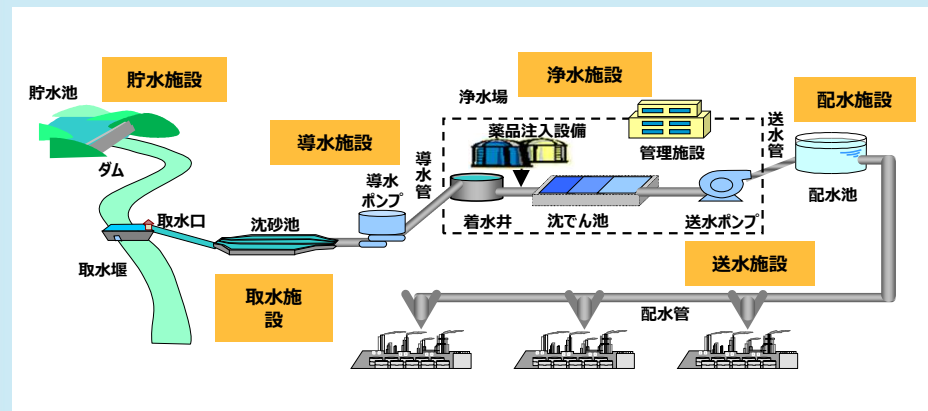 貯水施設
貯水池
ダム
取水口
取水堰
沈砂池
取水施
設
導水施設
導水
ポンプ
導水管
浄水施設
浄水場
薬品注入設備
管理施設
着水井
沈でん池
送水ポンプ
送水管
配水施設
配水池
送水施設
配水管